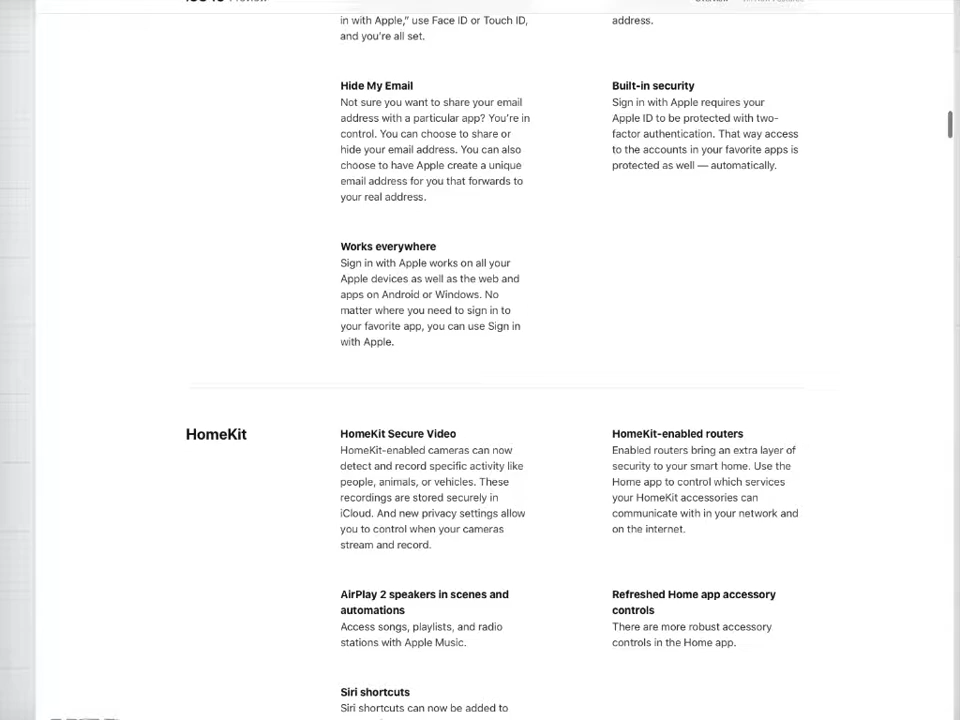 in with Apple,” use Face ID or Touch ID,
and you’re all set.
address.
Hide My Email
Not sure you want to share your email
address with a particular app? You’re in
control. You can choose to share or
hide your email address. You can also
choose to have Apple create a unique
email address for you that forwards to
your real address.
Built-in security
Sign in with Apple requires your
Apple ID to be protected with two-
factor authentication. That way access
to the accounts in your favorite apps is
protected as well — automatically.
Works everywhere
Sign in with Apple works on all your
Apple devices as well as the web and
apps on Android or Windows. No
matter where you need to sign in to
your favorite app, you can use Sign in
with Apple.
HomeKit
HomeKit Secure Video
HomeKit-enabled cameras can now
detect and record specific activity like
people, animals, or vehicles. These
recordings are stored securely in
iCloud. And new privacy settings allow
you to control when your cameras
stream and record.
HomeKit-enabled routers
Enabled routers bring an extra layer of
security to your smart home. Use the
Home app to control which services
your HomeKit accessories can
communicate with in your network and
on the internet.
AirPlay 2 speakers in scenes and
automations
Access songs, playlists, and radio
stations with Apple Music.
Refreshed Home app accessory
controls
There are more robust accessory
controls in the Home app.
Siri shortcuts
Siri shortcuts can now be added to